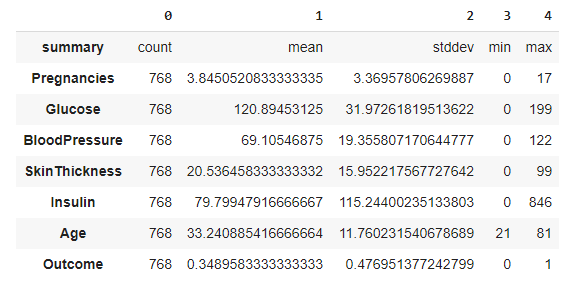 0 1 2 3 4
summary count mean stddev min max
Pregnancies 768 3.8450520833333335 3.36957806269887 0 17
Glucose 768 120.89453125 31.97261819513622 0 199
BloodPressure 768 69.10546875 19.355807170644777 0 122
SkinThickness 768 20.536458333333332 15.952217567727642 0 99
Insulin 768 79.79947916666667 115.24400235133803 0 846
Age 768 33.240885416666664 11.760231540678689 21 81
Outcome 768 0.3489583333333333 0.476951377242799 0 1